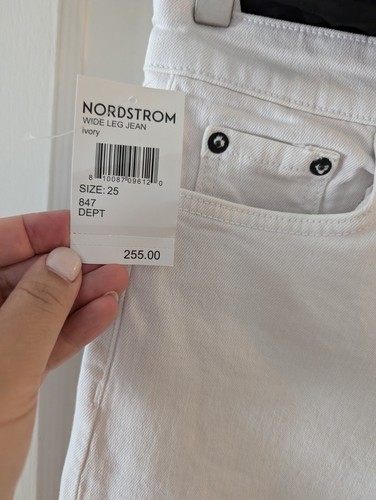 NORDSTROM
WIDE LEG JEAN
ivory
8 10087 09612 0
SIZE: 25
847
DEPT
255.00